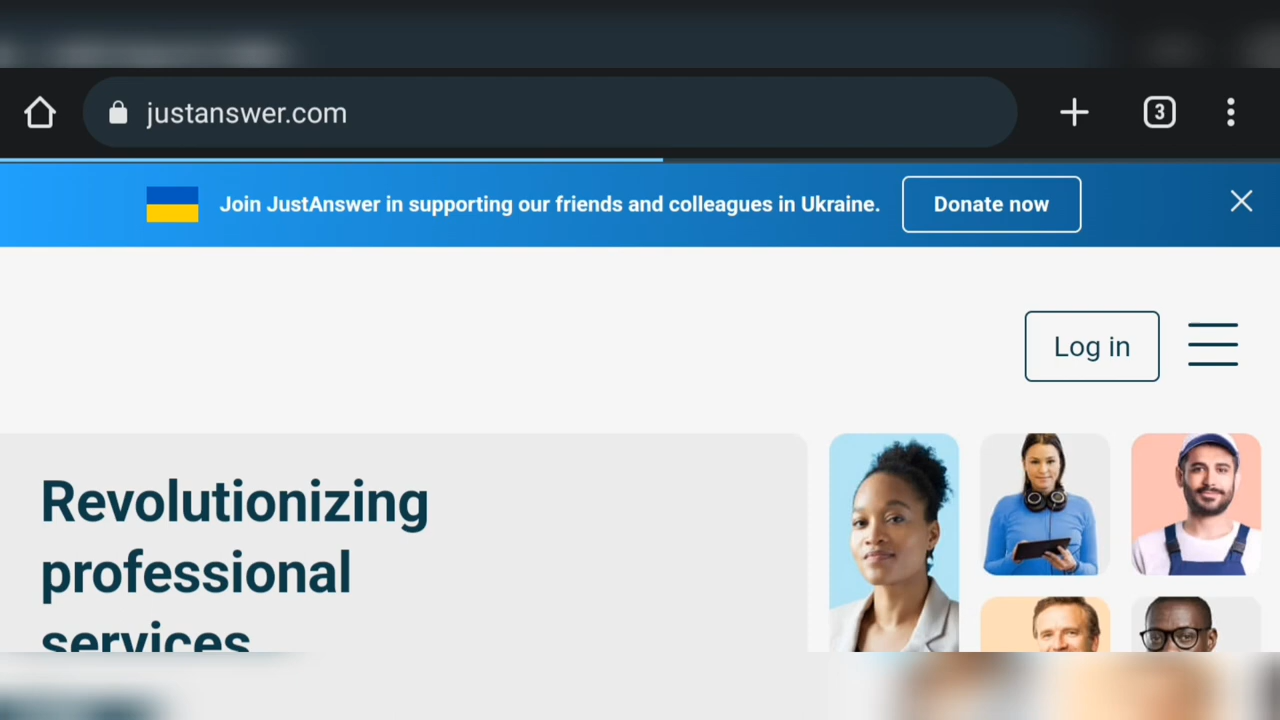 justanswer.com
3
Join JustAnswer in supporting our friends and colleagues in Ukraine.
Donate now
Log in
Revolutionizing
professional
services